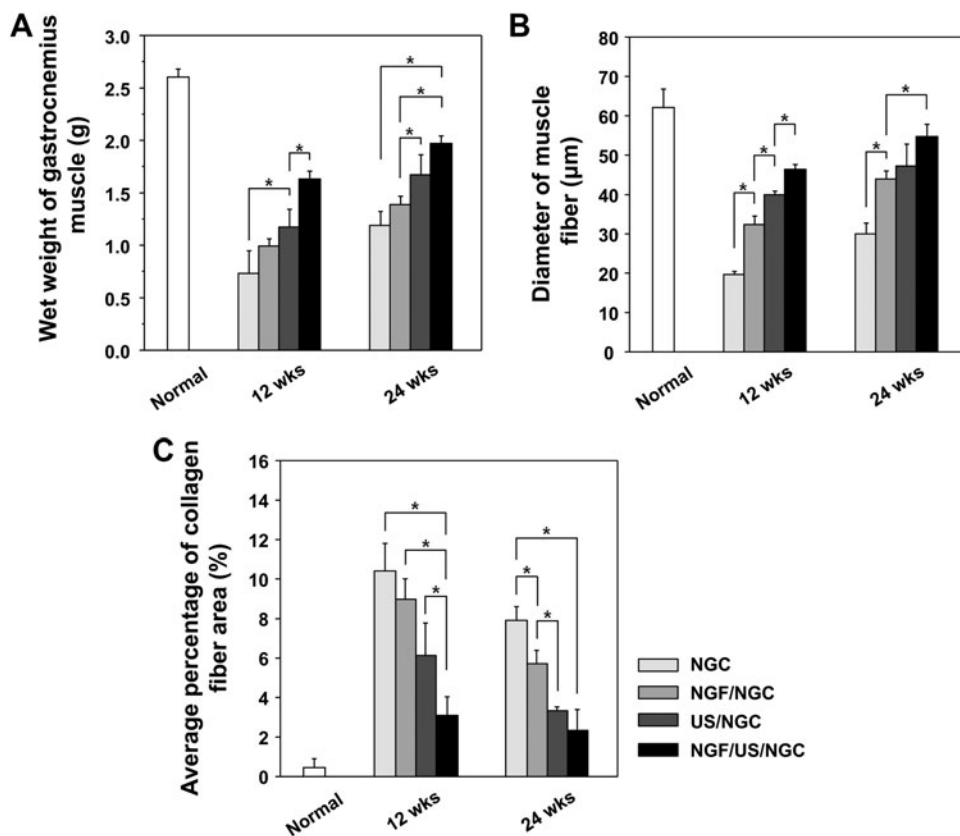 A
Wet weight of gastrocnemius
muscle (g)
3.0
2.5
2.0
1.5
1.0
0.5
0.0
*
*
*
*
*
Normal
12 wks
24 wks
B
Diameter of muscle
fiber (µm)
80
70
60
50
40
30
20
10
0
*
*
*
*
*
Normal
12 wks
24 wks
C
Average percentage of collagen
fiber area (%)
16
14
12
10
8
6
4
2
0
*
*
*
*
*
*
Normal
12 wks
24 wks
NGC
NGF/NGC
US/NGC
NGF/US/NGC